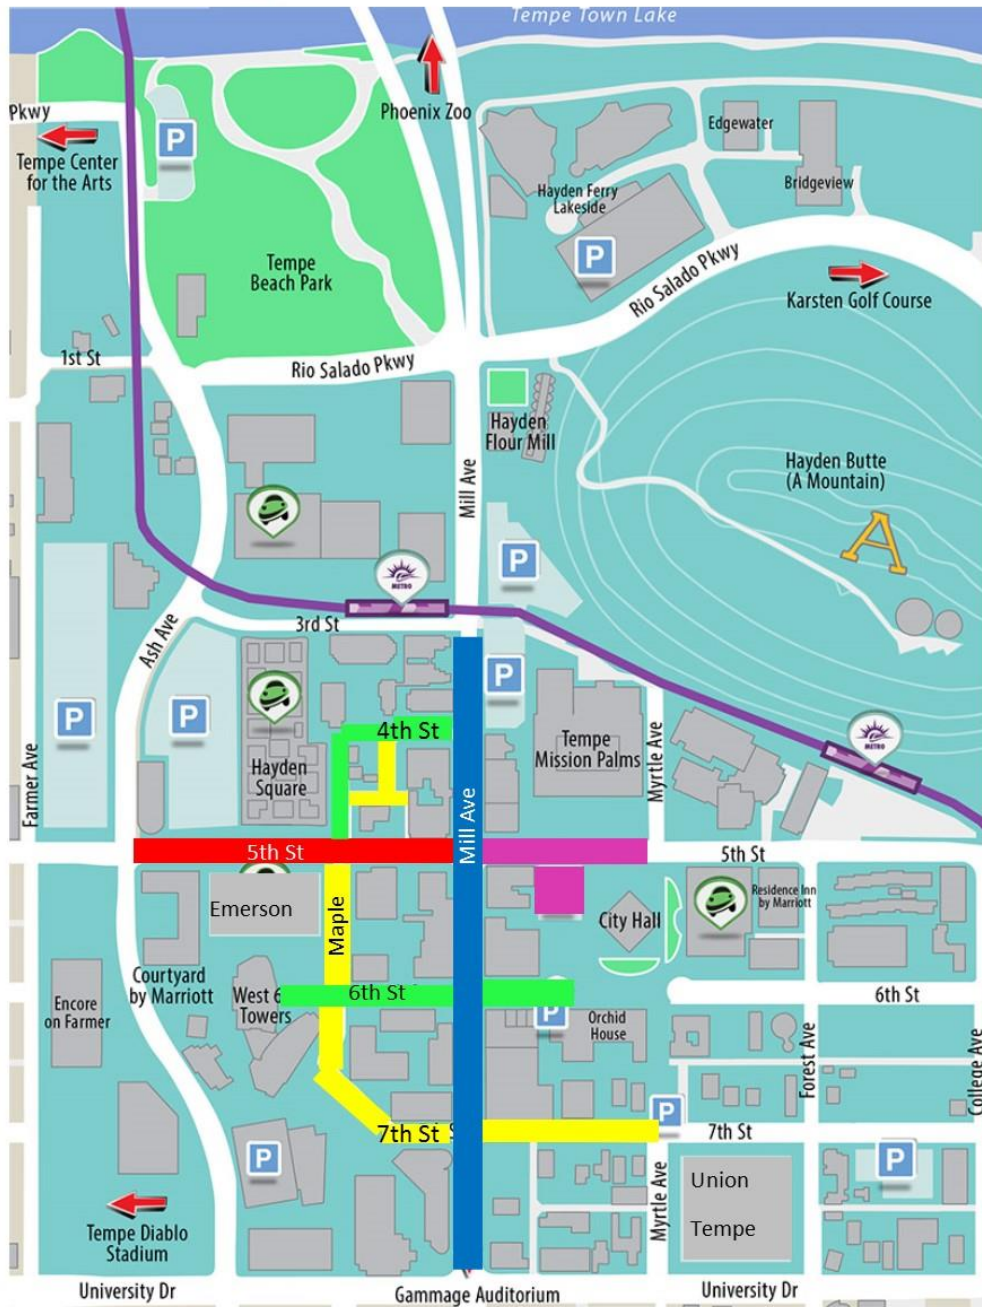 Tempe Town Lake
Phoenix Zoo
Pkwy
Tempe Center
for the Arts
P
Edgewater
Bridgeview
Hayden Ferry
Lakeside
P
Tempe
Beach Park
Rio Salado Pkwy
Karsten Golf Course
1st St
Rio Salado Pkwy
Hayden
Flour Mill
Mill Ave
Hayden Butte
(A Mountain)
A
P
METRO
3rd St
Ash Ave
P
P
P
Farmer Ave
4th St
Hayden
Square
Tempe
Mission Palms
Myrtle Ave
METRO
Mill Ave
5th St
5th St
Emerson
Maple
City Hall
Residence Inn
by Marriott
Courtyard
by Marriott
West 6
Towers
6th St
6th St
P
Orchid
House
Encore
on Farmer
Forest Ave
College Ave
P
7th St
7th St
P
P
Myrtle Ave
Union
Tempe
Tempe Diablo
Stadium
University Dr
Gammage Auditorium
University Dr